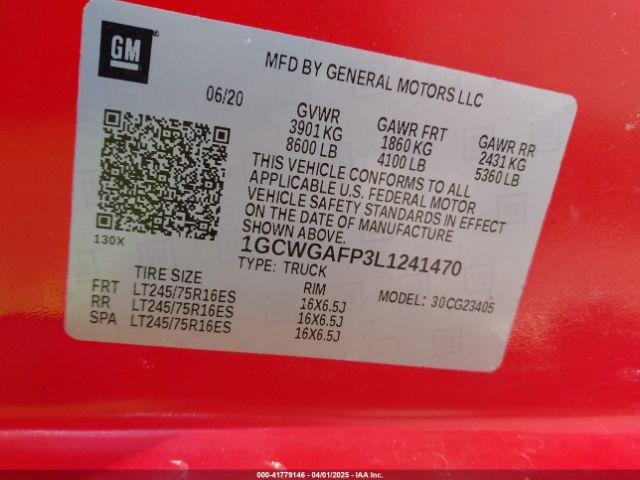 GM
MFD BY GENERAL MOTORS LLC
06/20
GVWR GAWR FRT GAWR RR
3901 KG 1860 KG 2431 KG
8600 LB 4100 LB 5360 LB
THIS VEHICLE CONFORMS TO ALL
APPLICABLE U.S. FEDERAL MOTOR
VEHICLE SAFETY STANDARDS IN EFFECT
ON THE DATE OF MANUFACTURE
SHOWN ABOVE.
130X
1GCWGAFP3L1241470
TYPE: TRUCK
TIRE SIZE RIM
FRT LT245/75R16ES 16X6.5J
RR LT245/75R16ES 16X6.5J
SPA LT245/75R16ES 16X6.5J
MODEL: 30CG23405
000-41779146 - 04/01/2025 - Copyright © 2025 IAA, Inc.